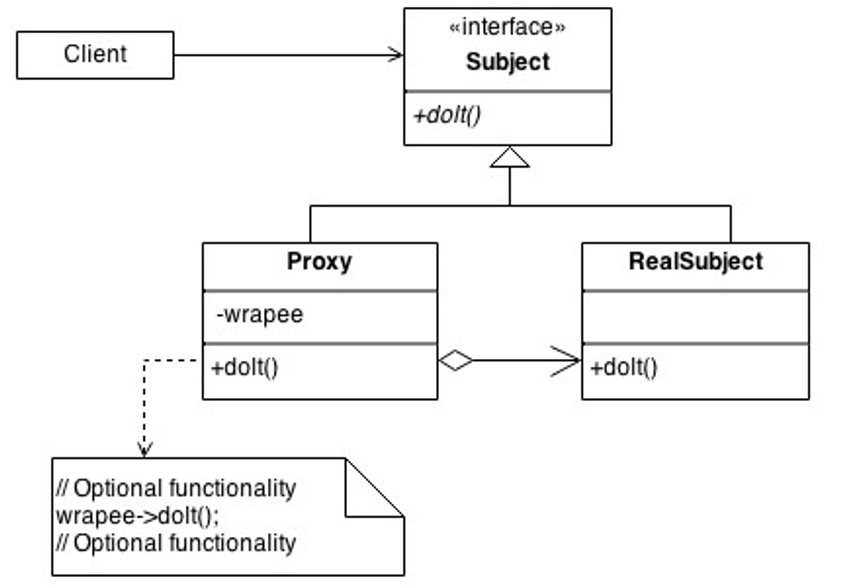 Client
«interface»
Subject
+doIt()
Proxy
-wrapee
+doIt()
RealSubject
+doIt()
// Optional functionality
wrapee->doIt();
// Optional functionality